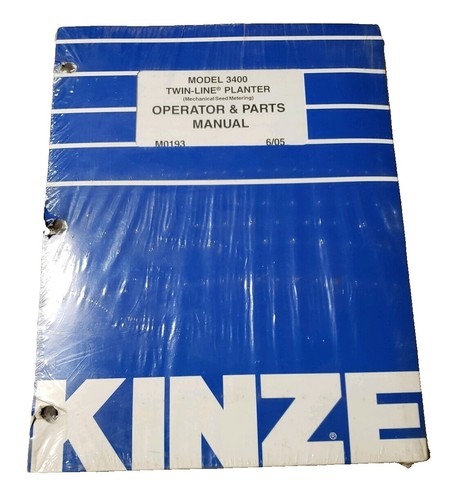 MODEL 3400
TWIN-LINE® PLANTER
(Mechanical Seed Metering)
OPERATOR & PARTS
MANUAL
M0193 6/05
KINZE®